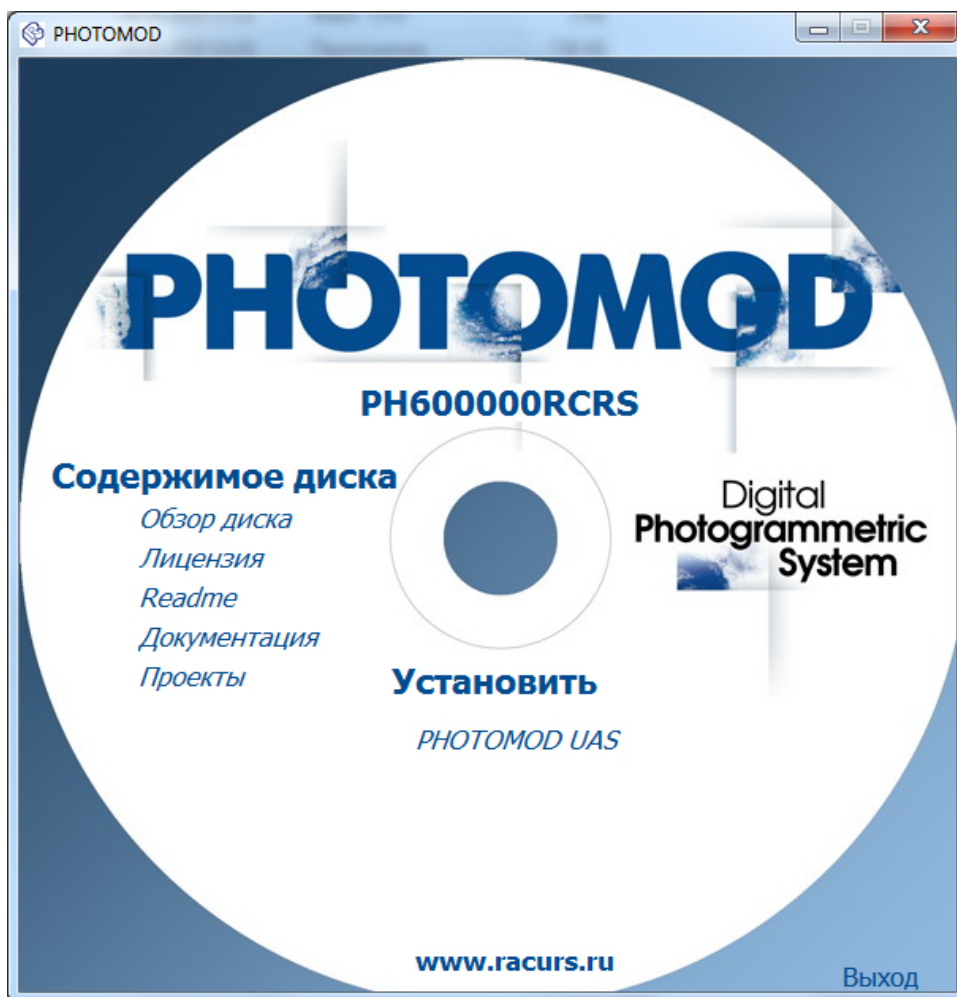 PHOTOMOD
PHOTOMOD
PH600000RCRS
Содержимое диска
Обзор диска
Лицензия
Readme
Документация
Проекты
Digital
Photogrammetric
System
Установить
PHOTOMOD UAS
www.racurs.ru
Выход